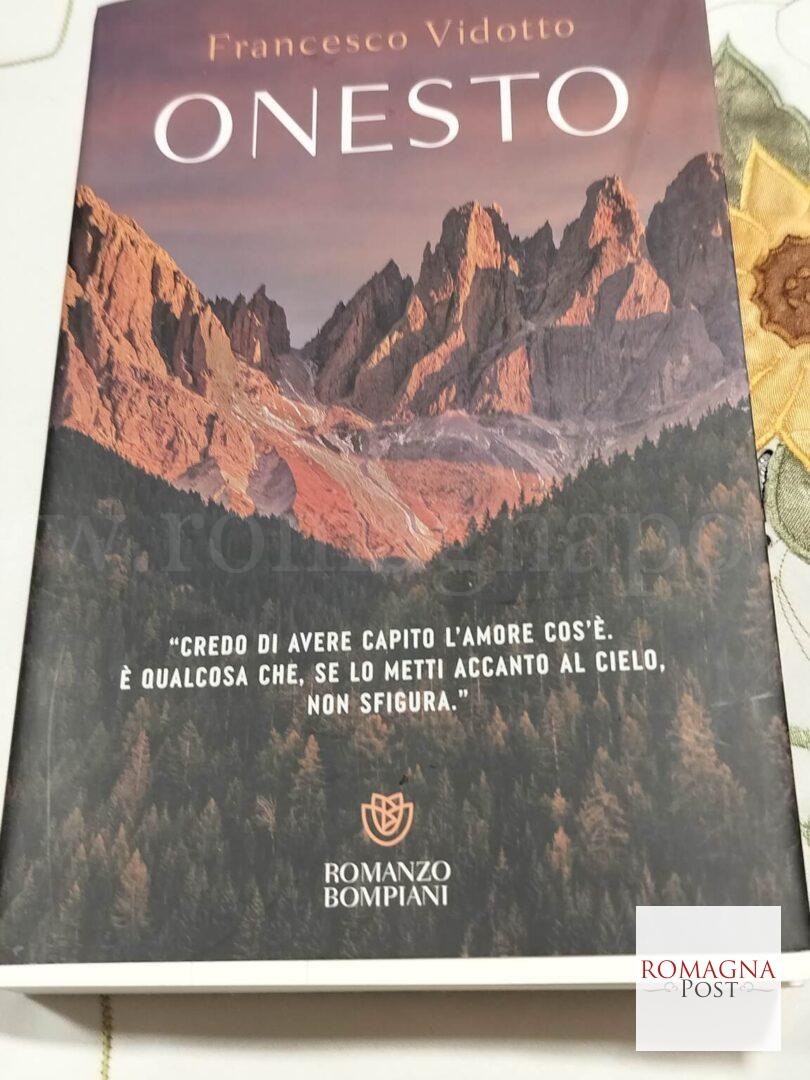 Francesco Vidotto
ONESTO
w.romagnapo
“CREDO DI AVERE CAPITO L’AMORE COS’È.
È QUALCOSA CHE, SE LO METTI ACCANTO AL CIELO,
NON SFIGURA.”
ROMANZO
BOMPIANI
ROMAGNA
POST